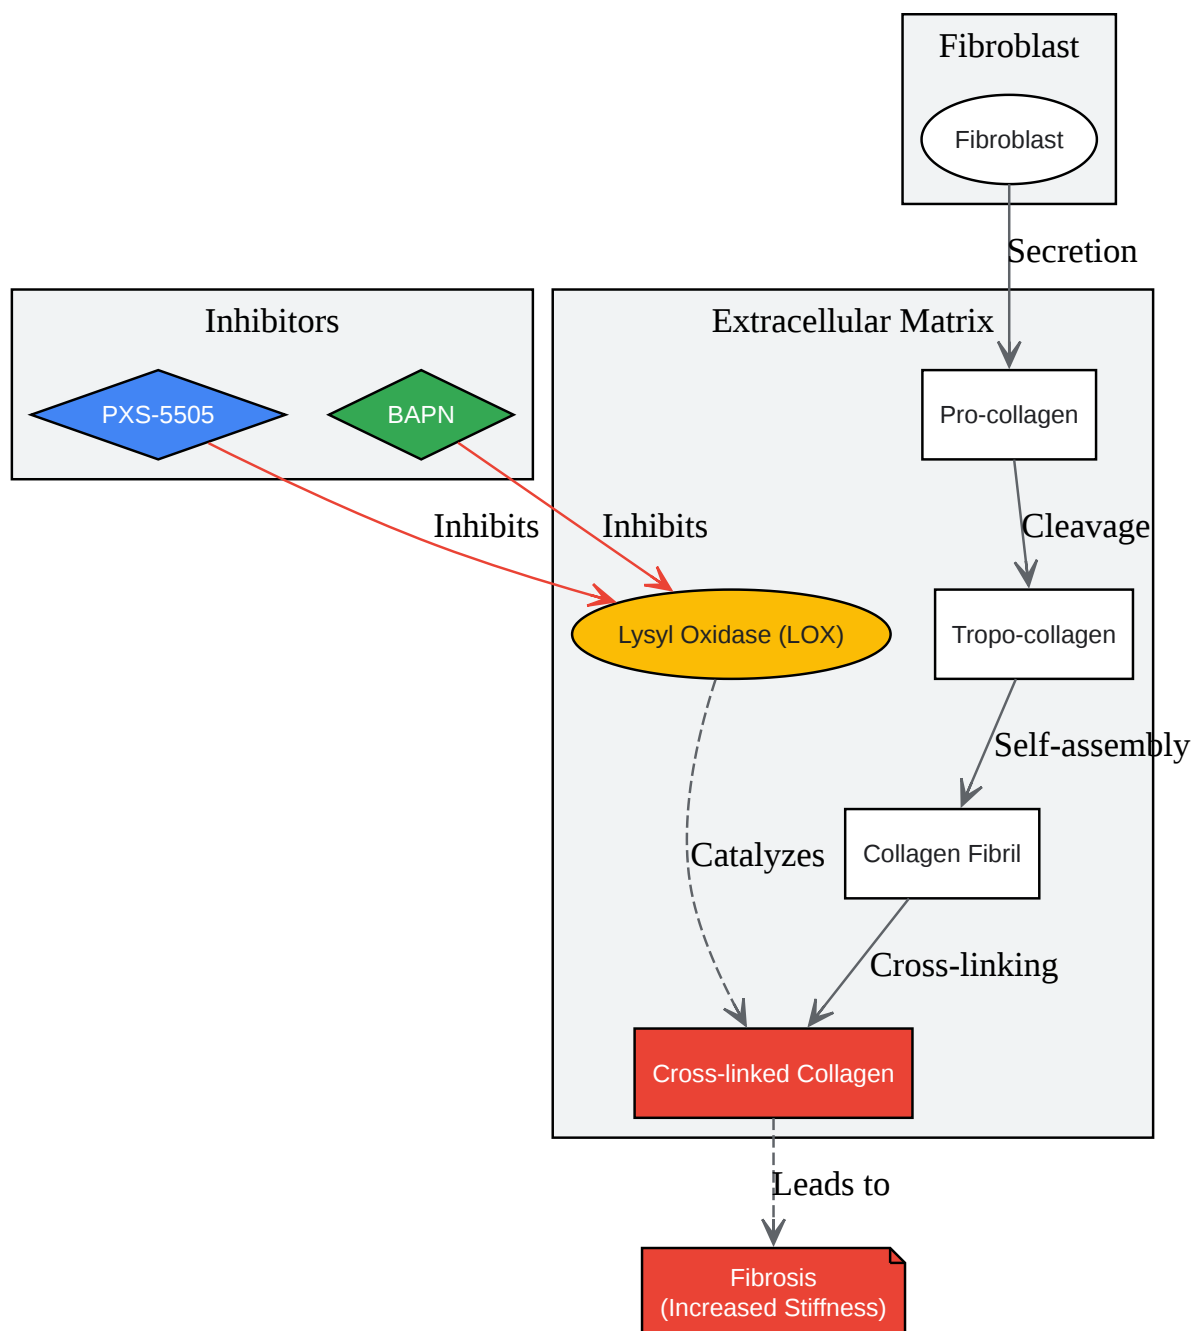 Fibroblast
Fibroblast
Secretion
Inhibitors
Extracellular Matrix
PXS-5505
BAPN
Pro-collagen
Inhibits
Inhibits
Cleavage
Lysyl Oxidase (LOX)
Tropo-collagen
Self-assembly
Catalyzes
Collagen Fibril
Cross-linking
Cross-linked Collagen
Leads to
Fibrosis
(Increased Stiffness)